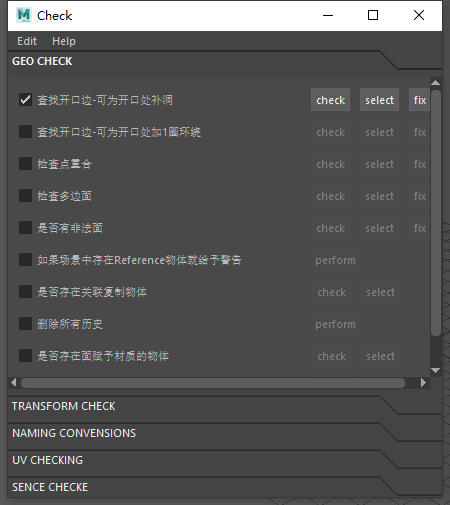 Check
Edit Help
GEO CHECK
查找开口边-可为开口处补洞 check select fix
查找开口边-可为开口处加1圈环绕 check select fix
检查点重合 check select fix
检查多边面 check select fix
是否有非法面 check select fix
如果场景中存在Reference物体就给予警告 perform
是否存在关联复制物体 check select
删除所有历史 perform
是否存在面赋予材质的物体 check select
TRANSFORM CHECK
NAMING CONVENSIONS
UV CHECKING
SENCE CHECKE